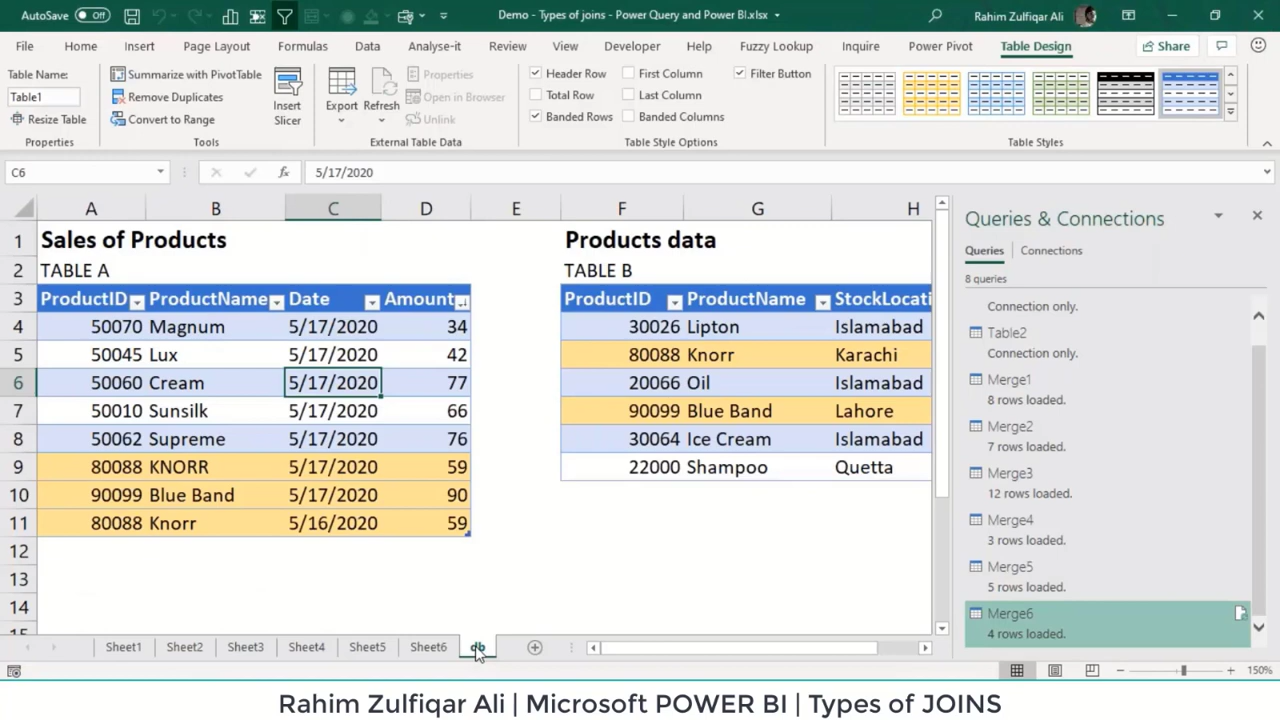 AutoSave Off
Demo - Types of joins - Power Query and Power BI.xlsx
Rahim Zulfiqar Ali
File Home Insert Page Layout Formulas Data Analyse-it Review View Developer Help Fuzzy Lookup Inquire Power Pivot Table Design Share
Table Name:
Table1
Resize Table
Properties
Summarize with PivotTable
Remove Duplicates
Convert to Range
Tools
Insert
Slicer
Export
Refresh
Properties
Open in Browser
Unlink
External Table Data
Header Row First Column Filter Button
Total Row Last Column
Banded Rows Banded Columns
Table Style Options
Table Styles
C6
fx
5/17/2020
A B C D E F G H
1 Sales of Products Products data
2 TABLE A TABLE B
3 ProductID ProductName Date Amount ProductID ProductName StockLocati
4 50070 Magnum 5/17/2020 34 30026 Lipton Islamabad
5 50045 Lux 5/17/2020 42 80088 Knorr Karachi
6 50060 Cream 5/17/2020 77 20066 Oil Islamabad
7 50010 Sunsilk 5/17/2020 66 90099 Blue Band Lahore
8 50062 Supreme 5/17/2020 76 30064 Ice Cream Islamabad
9 80088 KNORR 5/17/2020 59 22000 Shampoo Quetta
10 90099 Blue Band 5/17/2020 90
11 80088 Knorr 5/16/2020 59
12
13
14
15
Queries & Connections
Queries Connections
8 queries
Connection only.
Table2
Connection only.
Merge1
8 rows loaded.
Merge2
7 rows loaded.
Merge3
12 rows loaded.
Merge4
3 rows loaded.
Merge5
5 rows loaded.
Merge6
4 rows loaded.
Sheet1 Sheet2 Sheet3 Sheet4 Sheet5 Sheet6 db
150%
Rahim Zulfiqar Ali | Microsoft POWER BI | Types of JOINS